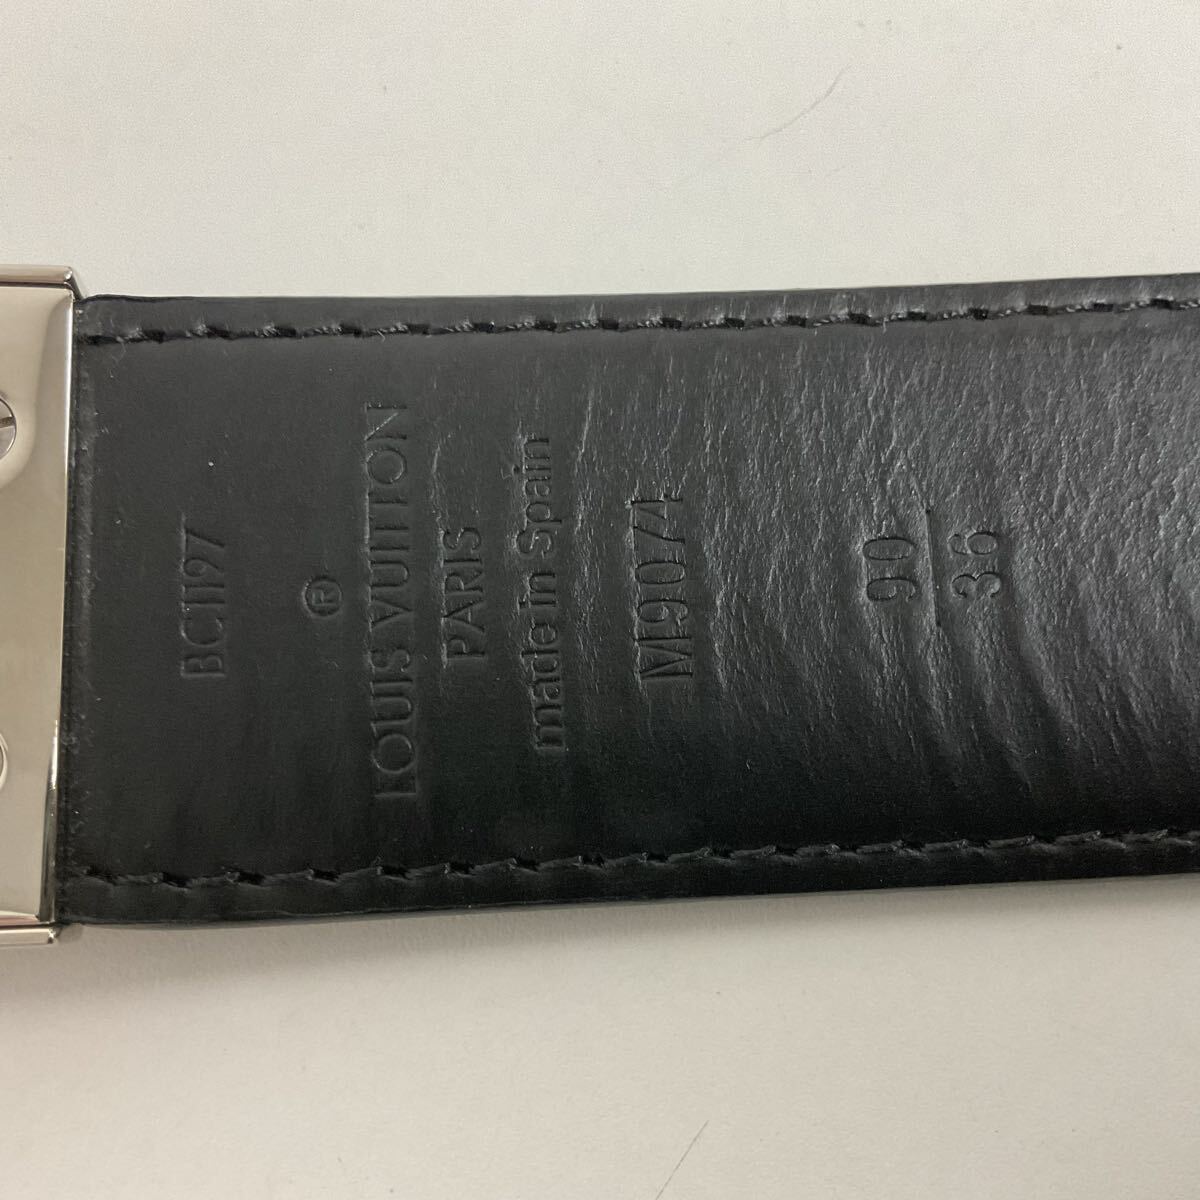 BC1197
®
LOUIS VUITTON
PARIS
made in Spain
M9074
90/36